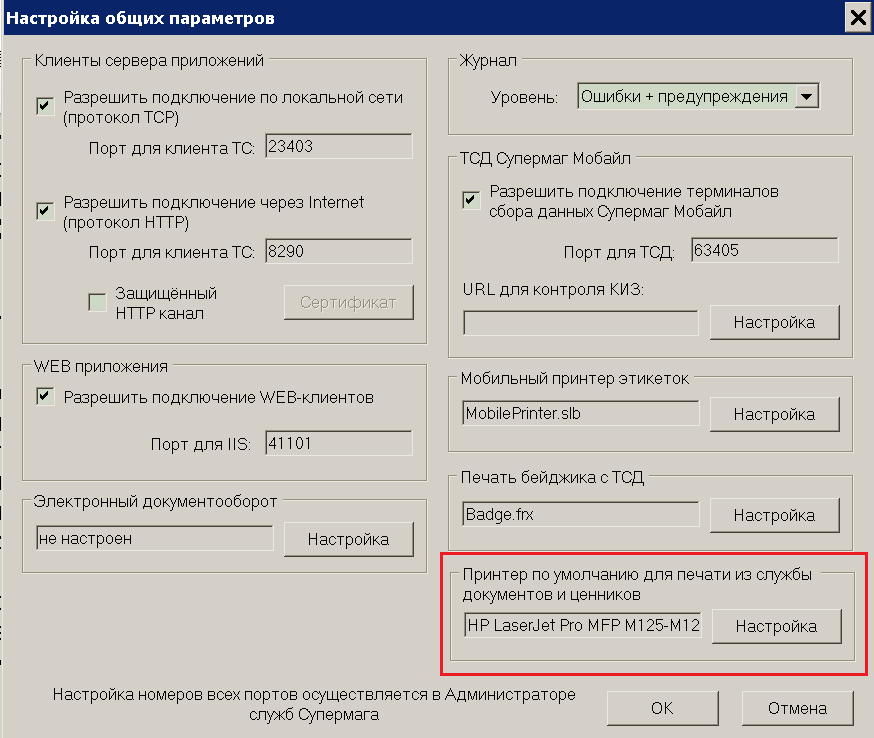 Настройка общих параметров
Клиенты сервера приложений
Разрешить подключение по локальной сети
(протокол TCP)
Порт для клиента ТС: 23403
Разрешить подключение через Internet
(протокол HTTP)
Порт для клиента ТС: 8290
Защищённый
HTTP канал
Сертификат
WEB приложения
Разрешить подключение WEB-клиентов
Порт для IIS: 41101
Электронный документооборот
не настроен
Настройка
Журнал
Уровень: Ошибки + предупреждения
ТСД Супермаг Мобайл
Разрешить подключение терминалов
сбора данных Супермаг Мобайл
Порт для ТСД: 63405
URL для контроля КИЗ:
Настройка
Мобильный принтер этикеток
MobilePrinter.slb
Настройка
Печать бейджика с ТСД
Badge.frx
Настройка
Принтер по умолчанию для печати из службы
документов и ценников
HP LaserJet Pro MFP M125-M12
Настройка
Настройка номеров всех портов осуществляется в Администраторе
служб Супермага
OK
Отмена